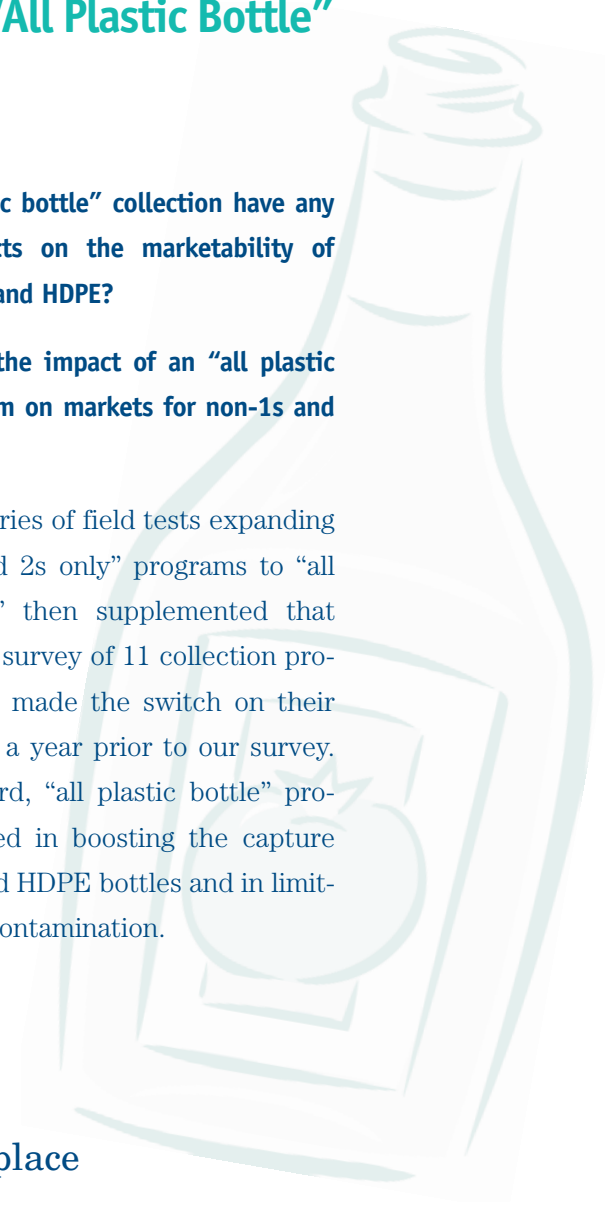 “All Plastic Bottle”
c bottle” collection have any
cts on the marketability of
and HDPE?
the impact of an “all plastic
m on markets for non-1s and
ries of field tests expanding
d 2s only” programs to “all
” then supplemented that
survey of 11 collection pro-
made the switch on their
a year prior to our survey.
rd, “all plastic bottle” pro-
ed in boosting the capture
d HDPE bottles and in limit-
ontamination.
place